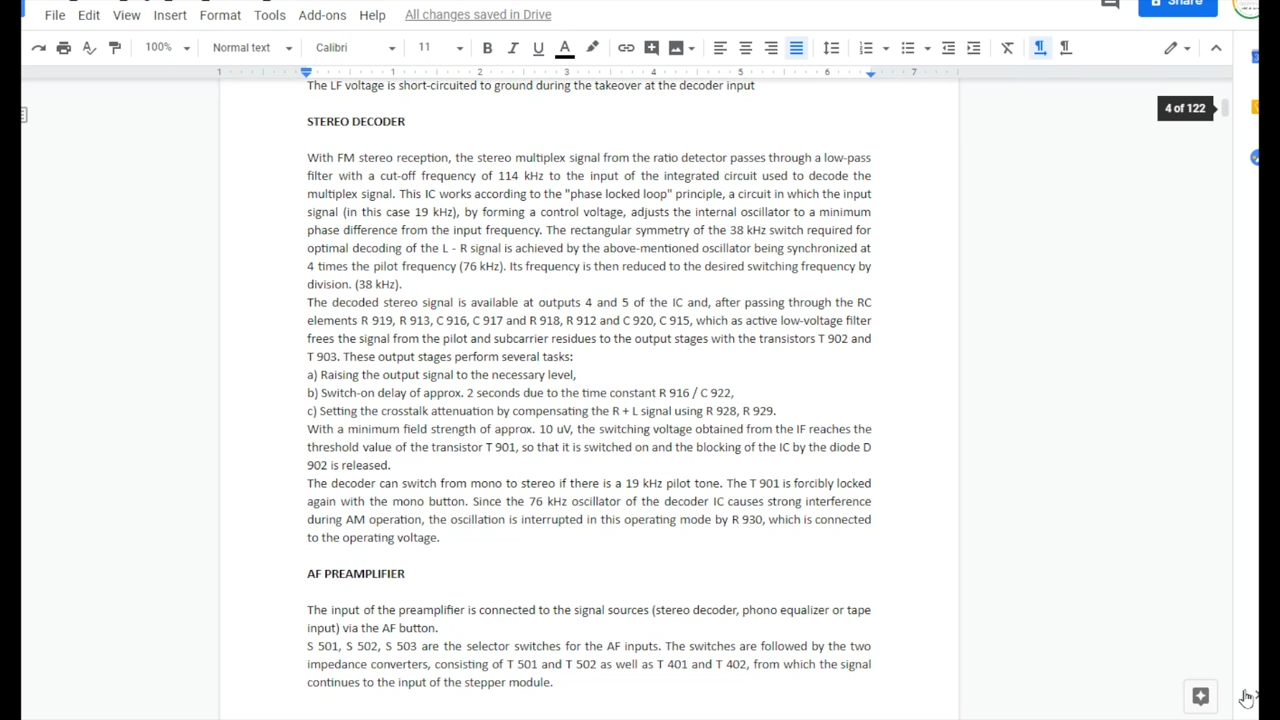 File Edit View Insert Format Tools Add-ons Help All changes saved in Drive
Share
100% Normal text Calibri 11
1 1 2 3 4 5 6 7
The LF voltage is short-circuited to ground during the takeover at the decoder input
4 of 122
STEREO DECODER
With FM stereo reception, the stereo multiplex signal from the ratio detector passes through a low-pass
filter with a cut-off frequency of 114 kHz to the input of the integrated circuit used to decode the
multiplex signal. This IC works according to the "phase locked loop" principle, a circuit in which the input
signal (in this case 19 kHz), by forming a control voltage, adjusts the internal oscillator to a minimum
phase difference from the input frequency. The rectangular symmetry of the 38 kHz switch required for
optimal decoding of the L - R signal is achieved by the above-mentioned oscillator being synchronized at
4 times the pilot frequency (76 kHz). Its frequency is then reduced to the desired switching frequency by
division. (38 kHz).
The decoded stereo signal is available at outputs 4 and 5 of the IC and, after passing through the RC
elements R 919, R 913, C 916, C 917 and R 918, R 912 and C 920, C 915, which as active low-voltage filter
frees the signal from the pilot and subcarrier residues to the output stages with the transistors T 902 and
T 903. These output stages perform several tasks:
a) Raising the output signal to the necessary level,
b) Switch-on delay of approx. 2 seconds due to the time constant R 916 / C 922,
c) Setting the crosstalk attenuation by compensating the R + L signal using R 928, R 929.
With a minimum field strength of approx. 10 uV, the switching voltage obtained from the IF reaches the
threshold value of the transistor T 901, so that it is switched on and the blocking of the IC by the diode D
902 is released.
The decoder can switch from mono to stereo if there is a 19 kHz pilot tone. The T 901 is forcibly locked
again with the mono button. Since the 76 kHz oscillator of the decoder IC causes strong interference
during AM operation, the oscillation is interrupted in this operating mode by R 930, which is connected
to the operating voltage.
AF PREAMPLIFIER
The input of the preamplifier is connected to the signal sources (stereo decoder, phono equalizer or tape
input) via the AF button.
S 501, S 502, S 503 are the selector switches for the AF inputs. The switches are followed by the two
impedance converters, consisting of T 501 and T 502 as well as T 401 and T 402, from which the signal
continues to the input of the stepper module.